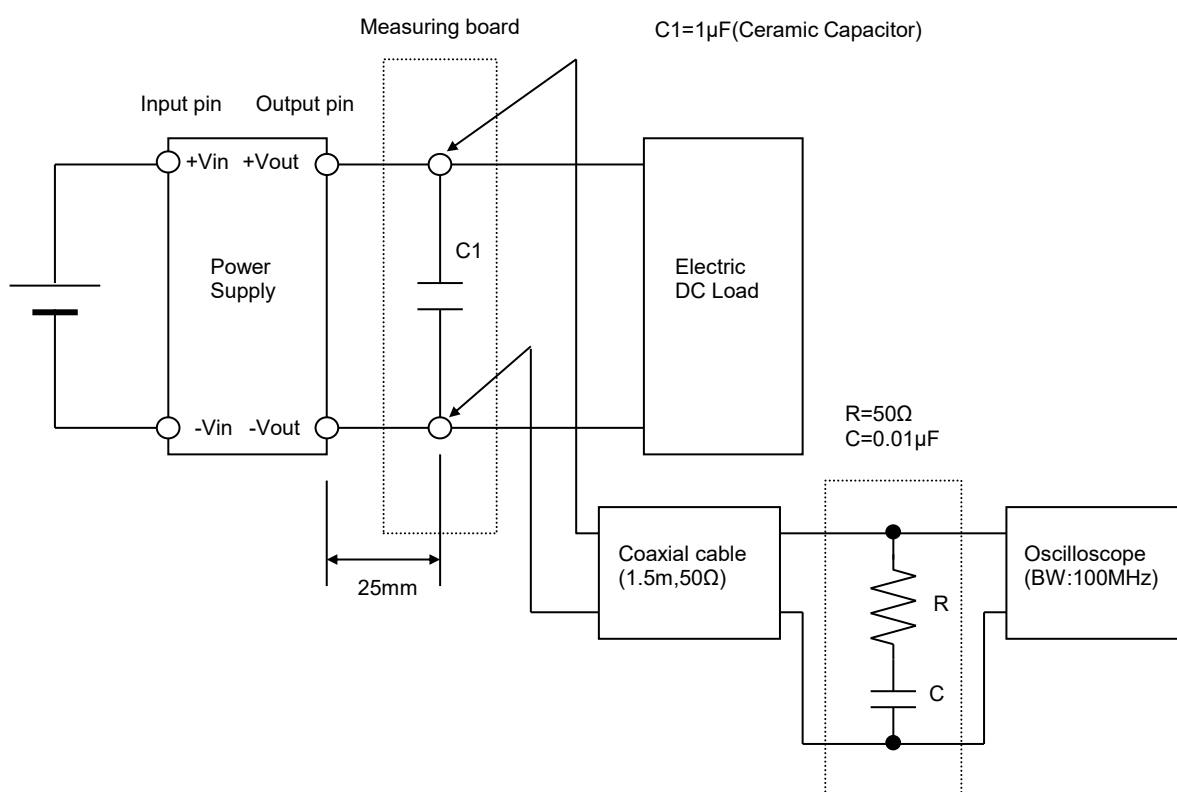 Measuring board
C1=1µF(Ceramic Capacitor)
Input pin
Output pin
+Vin
+Vout
C1
Power
Supply
Electric
DC Load
-Vin
-Vout
R=50Ω
C=0.01µF
25mm
Coaxial cable
(1.5m,50Ω)
R
C
Oscilloscope
(BW:100MHz)